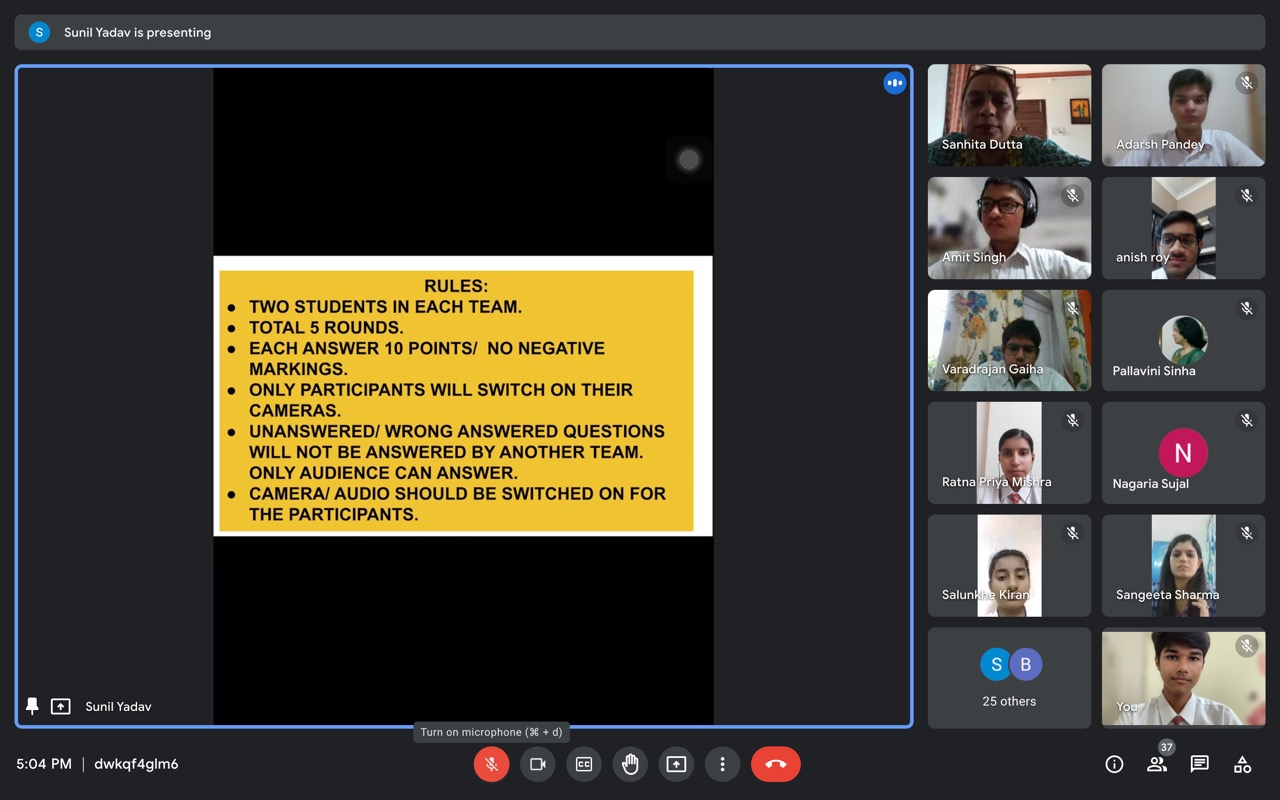 S Sunil Yadav is presenting
RULES:
● TWO STUDENTS IN EACH TEAM.
● TOTAL 5 ROUNDS.
● EACH ANSWER 10 POINTS/ NO NEGATIVE
MARKINGS.
● ONLY PARTICIPANTS WILL SWITCH ON THEIR
CAMERAS.
● UNANSWERED/ WRONG ANSWERED QUESTIONS
WILL NOT BE ANSWERED BY ANOTHER TEAM.
ONLY AUDIENCE CAN ANSWER.
● CAMERA/ AUDIO SHOULD BE SWITCHED ON FOR
THE PARTICIPANTS.
Sunil Yadav
Sanhita Dutta
Adarsh Pandey
Amit Singh
anish roy
Varadrajan Gaiha
Pallavini Sinha
Ratna Priya Mishra
N
Nagaria Sujal
Salunkhe Kiran
Sangeeta Sharma
S B
25 others
You
Turn on microphone (⌘ + d)
5:04 PM | dwkqf4glm6
CC
37